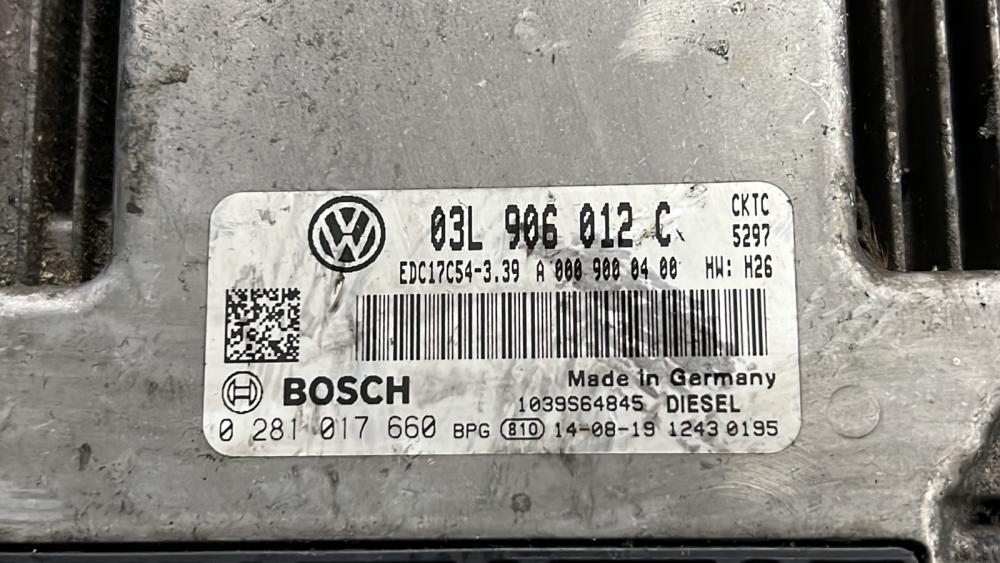 03L 906 012 C
CKTC
5297
EDC17C54-3.39 A 000 900 04 00 HW: H26
BOSCH
Made in Germany
1039S64845 DIESEL
0 281 017 660 BPG 810 14-08-19 1243 0195